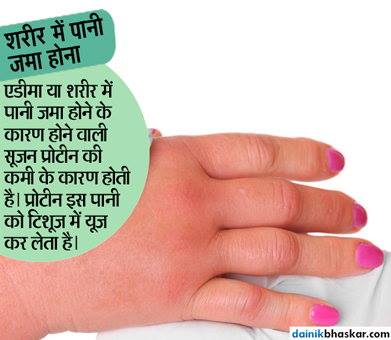 शरीर में पानी
जमा होना
एडीमा या शरीर में
पानी जमा होने के
कारण होने वाली
सूजन प्रोटीन की
कमी के कारण होती
है। प्रोटीन इस पानी
को टिशूज में यूज
कर लेता है।
dainikbhaskar.com